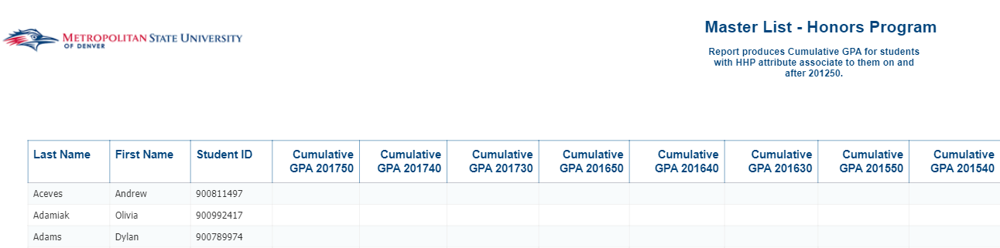 METROPOLITAN STATE UNIVERSITY
OF DENVER
Master List - Honors Program
Report produces Cumulative GPA for students
with HHP attribute associate to them on and
after 201250.
Last Name First Name Student ID Cumulative GPA 201750 Cumulative GPA 201740 Cumulative GPA 201730 Cumulative GPA 201650 Cumulative GPA 201640 Cumulative GPA 201630 Cumulative GPA 201550 Cumulative GPA 201540
Aceves Andrew 900811497
Adamiak Olivia 900992417
Adams Dylan 900789974